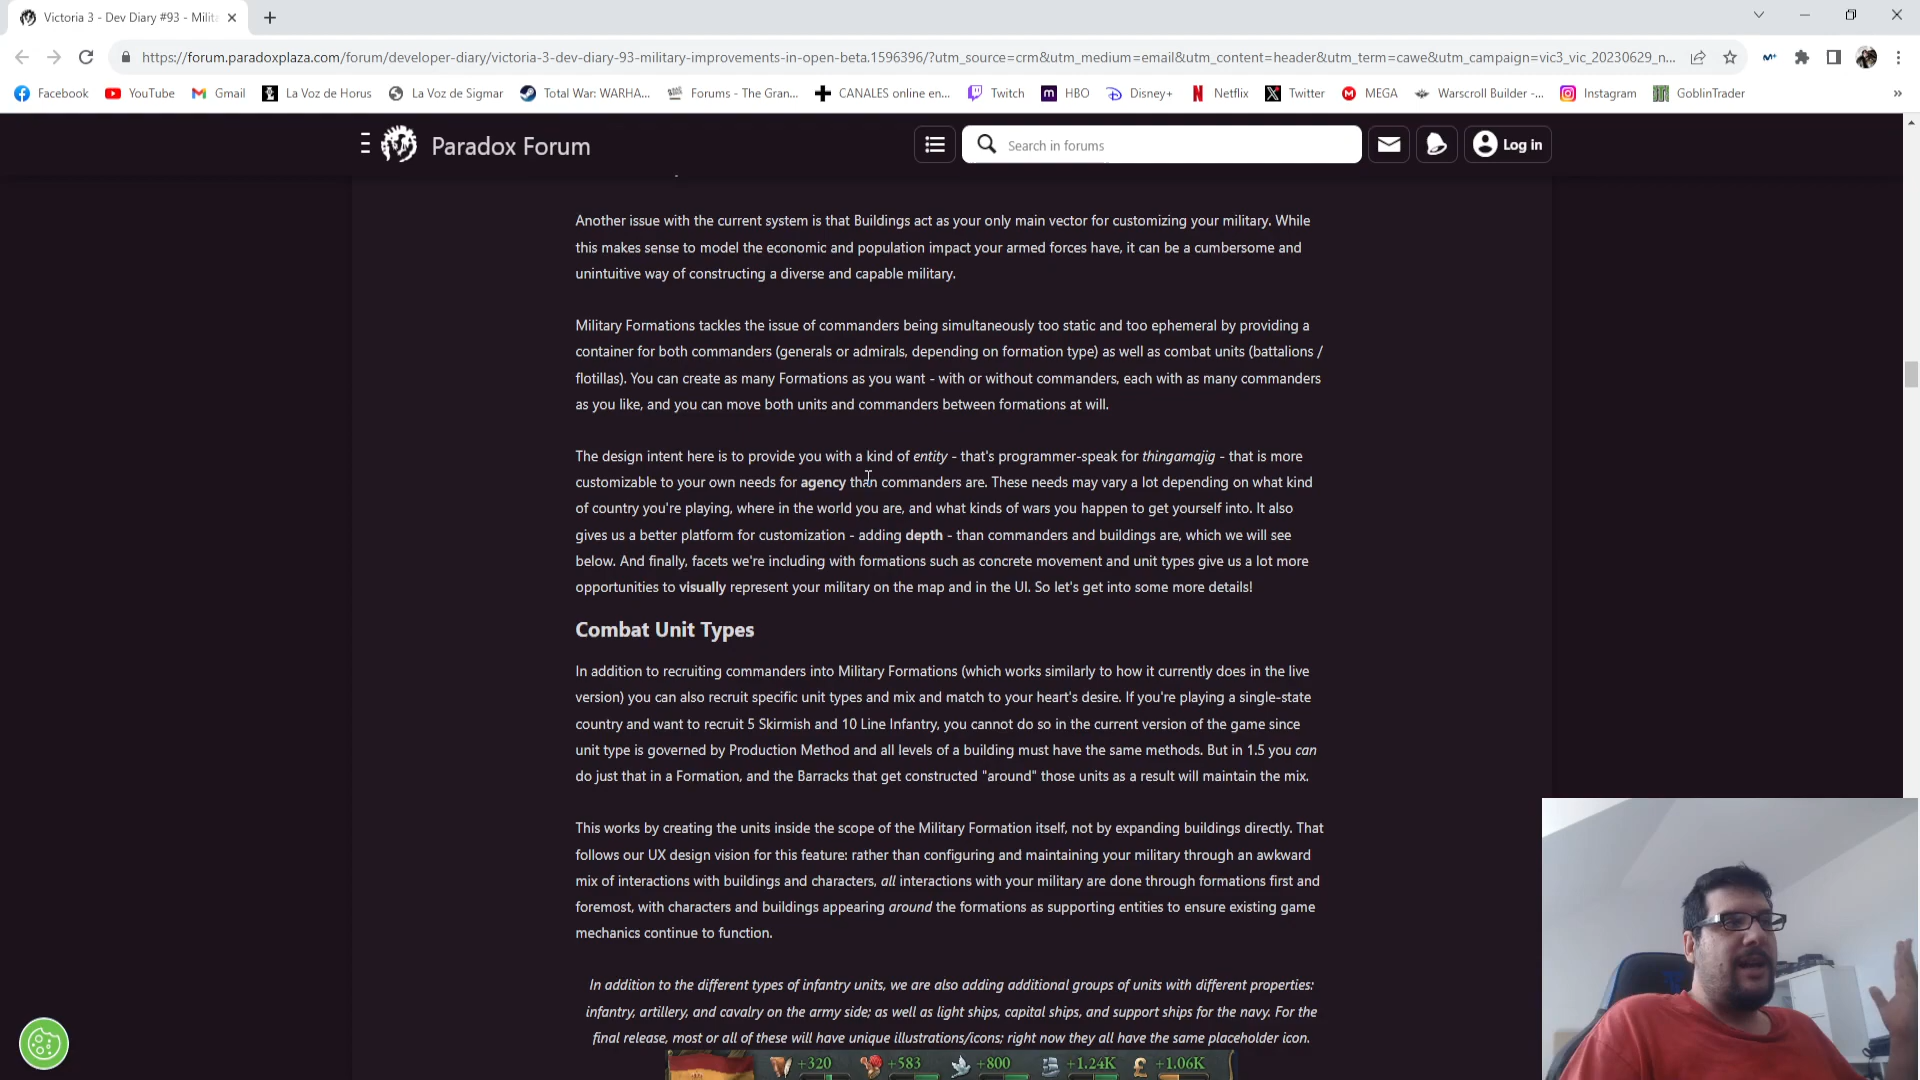 Victoria 3 - Dev Diary #93 - Milita
https://forum.paradoxplaza.com/forum/developer-diary/victoria-3-dev-diary-93-military-improvements-in-open-beta.1596396/?utm_source=crm&utm_medium=email&utm_content=header&utm_term=cawe&utm_campaign=vic3_vic_20230629_n...
Facebook YouTube Gmail La Voz de Horus La Voz de Sigmar Total War: WARHA... Forums - The Gran... CANALES online en... Twitch HBO Disney+ Netflix Twitter MEGA Warscroll Builder -... Instagram GoblinTrader
Paradox Forum Search in forums Log in
Another issue with the current system is that Buildings act as your only main vector for customizing your military. While
this makes sense to model the economic and population impact your armed forces have, it can be a cumbersome and
unintuitive way of constructing a diverse and capable military.
Military Formations tackles the issue of commanders being simultaneously too static and too ephemeral by providing a
container for both commanders (generals or admirals, depending on formation type) as well as combat units (battalions /
flotillas). You can create as many Formations as you want - with or without commanders, each with as many commanders
as you like, and you can move both units and commanders between formations at will.
The design intent here is to provide you with a kind of entity - that's programmer-speak for thingamajig - that is more
customizable to your own needs for agency than commanders are. These needs may vary a lot depending on what kind
of country you're playing, where in the world you are, and what kinds of wars you happen to get yourself into. It also
gives us a better platform for customization - adding depth - than commanders and buildings are, which we will see
below. And finally, facets we're including with formations such as concrete movement and unit types give us a lot more
opportunities to visually represent your military on the map and in the UI. So let's get into some more details!
Combat Unit Types
In addition to recruiting commanders into Military Formations (which works similarly to how it currently does in the live
version) you can also recruit specific unit types and mix and match to your heart's desire. If you're playing a single-state
country and want to recruit 5 Skirmish and 10 Line Infantry, you cannot do so in the current version of the game since
unit type is governed by Production Method and all levels of a building must have the same methods. But in 1.5 you can
do just that in a Formation, and the Barracks that get constructed "around" those units as a result will maintain the mix.
This works by creating the units inside the scope of the Military Formation itself, not by expanding buildings directly. That
follows our UX design vision for this feature: rather than configuring and maintaining your military through an awkward
mix of interactions with buildings and characters, all interactions with your military are done through formations first and
foremost, with characters and buildings appearing around the formations as supporting entities to ensure existing game
mechanics continue to function.
In addition to the different types of infantry units, we are also adding additional groups of units with different properties:
infantry, artillery, and cavalry on the army side; as well as light ships, capital ships, and support ships for the navy. For the
final release, most or all of these will have unique illustrations/icons; right now they all have the same placeholder icon.
+320 +583 +800 +1.24K +1.06K